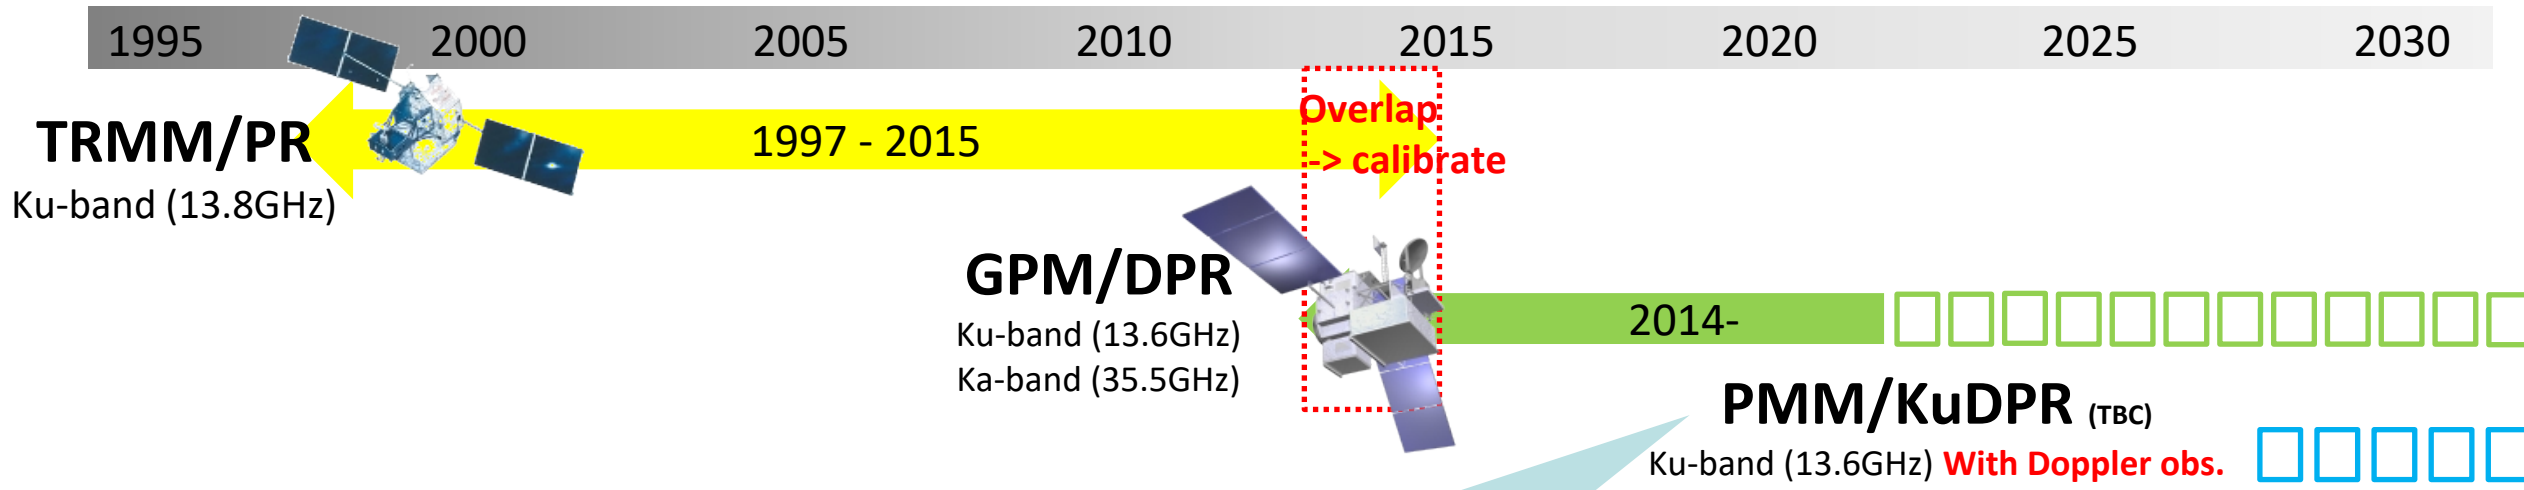 1995 2000 2005 2010 2015 2020 2025 2030
Overlap
TRMM/PR
1997 - 2015
-> calibrate
Ku-band (13.8GHz)
GPM/DPR
2014-
Ku-band (13.6GHz)
Ka-band (35.5GHz)
PMM/KuDPR (TBC)
Ku-band (13.6GHz) With Doppler obs.